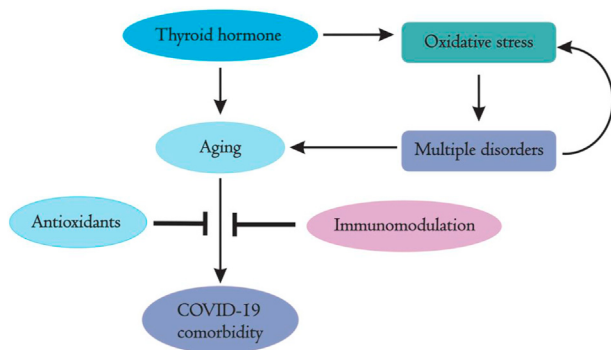 Thyroid hormone
Oxidative stress
Aging
Multiple disorders
Antioxidants
Immunomodulation
COVID-19
comorbidity